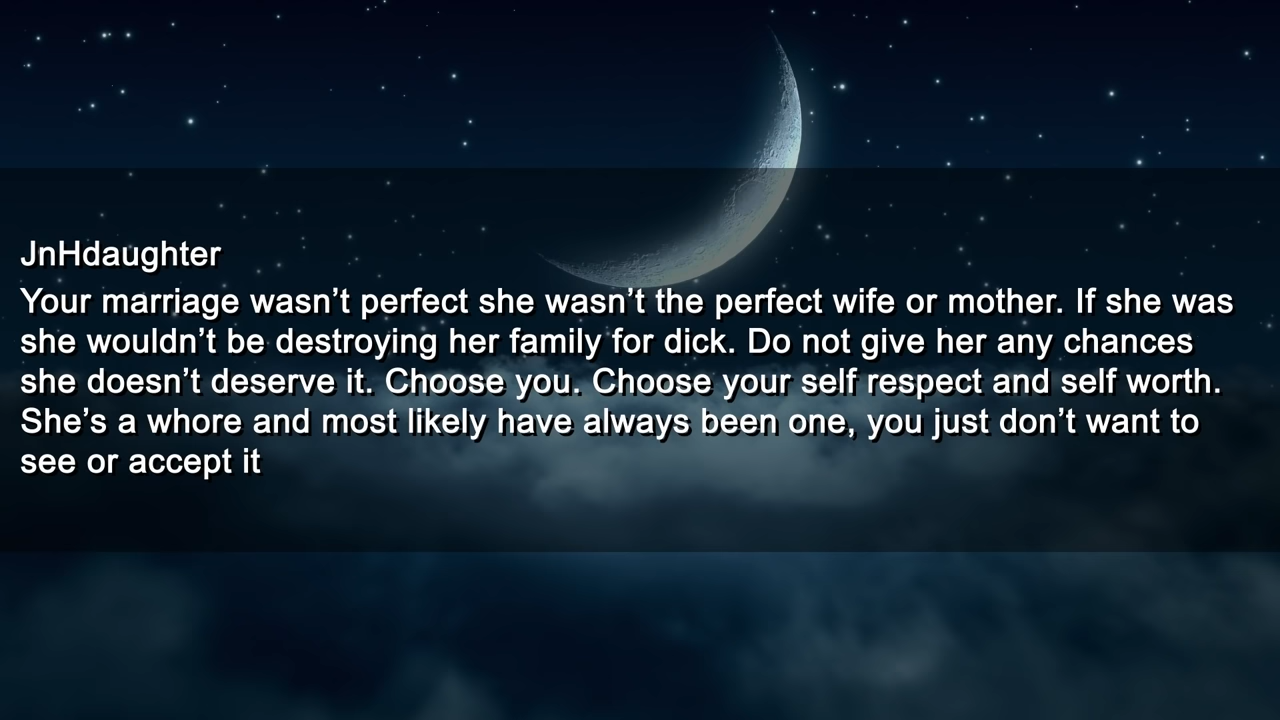 JnHdaughter
Your marriage wasn’t perfect she wasn’t the perfect wife or mother. If she was
she wouldn’t be destroying her family for dick. Do not give her any chances
she doesn’t deserve it. Choose you. Choose your self respect and self worth.
She’s a whore and most likely have always been one, you just don’t want to
see or accept it